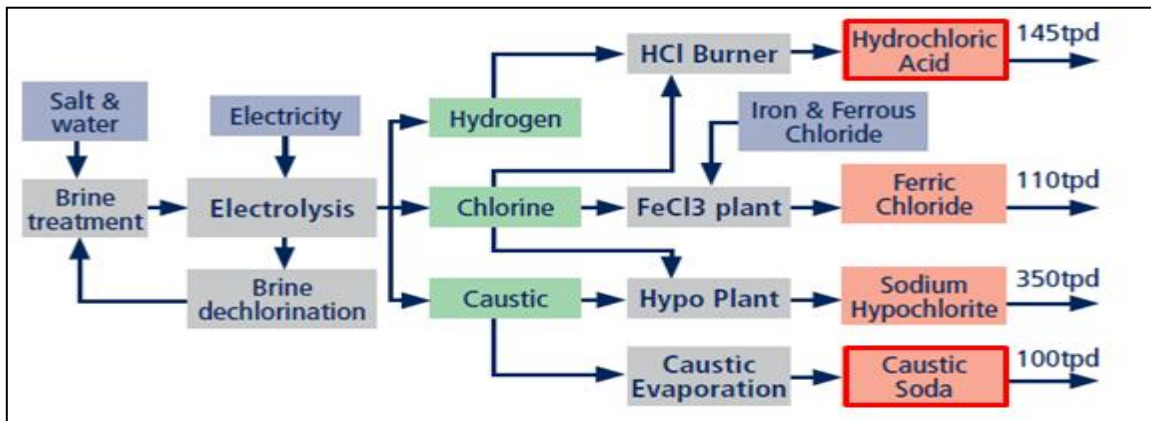 HCl Burner
Hydrochloric
Acid
145tpd
Salt &
water
Electricity
Hydrogen
Iron & Ferrous
Chloride
Brine
treatment
Electrolysis
Chlorine
FeCl3 plant
Ferric
Chloride
110tpd
Brine
dechlorination
Caustic
Hypo Plant
Sodium
Hypochlorite
350tpd
Caustic
Evaporation
Caustic
Soda
100tpd